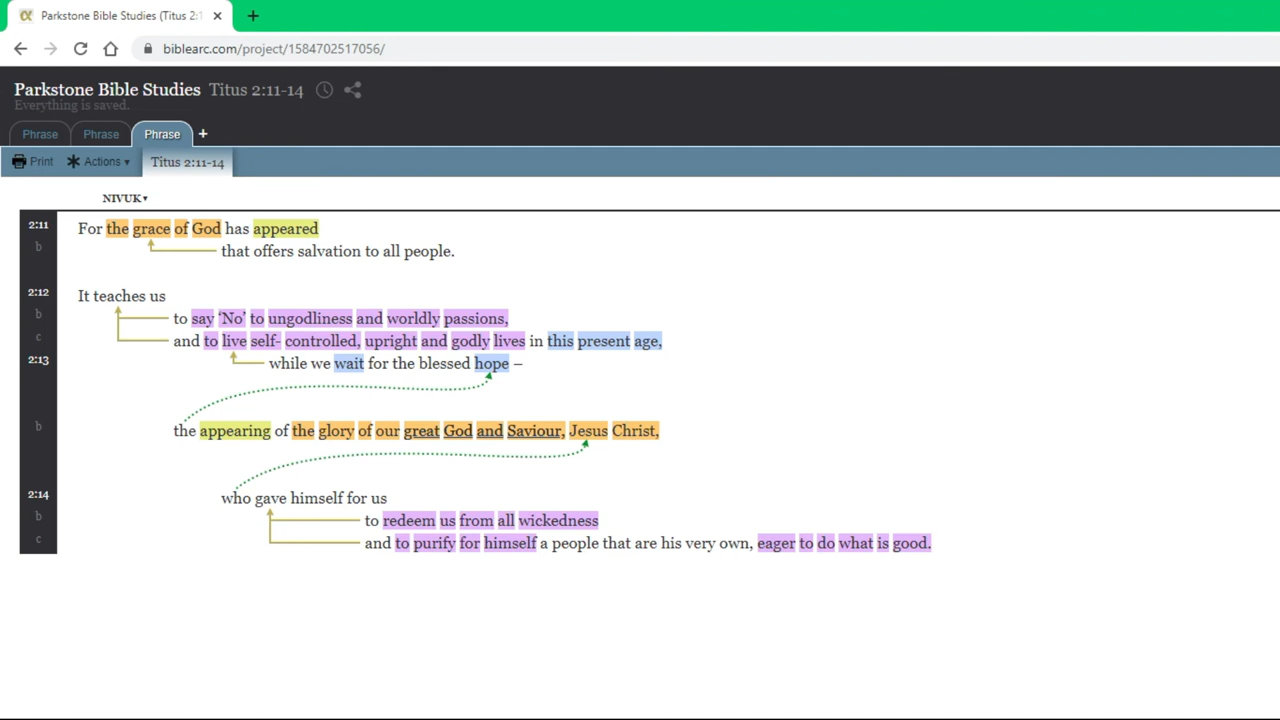 Parkstone Bible Studies (Titus 2:1
biblearc.com/project/1584702517056/
Parkstone Bible Studies Titus 2:11-14
Everything is saved.
Phrase Phrase Phrase +
Print Actions ▾ Titus 2:11-14
NIVUK▾
2:11 For the grace of God has appeared
b that offers salvation to all people.
2:12 It teaches us
b to say ‘No’ to ungodliness and worldly passions,
c and to live self- controlled, upright and godly lives in this present age,
2:13 while we wait for the blessed hope –
b the appearing of the glory of our great God and Saviour, Jesus Christ,
2:14 who gave himself for us
b to redeem us from all wickedness
c and to purify for himself a people that are his very own, eager to do what is good.